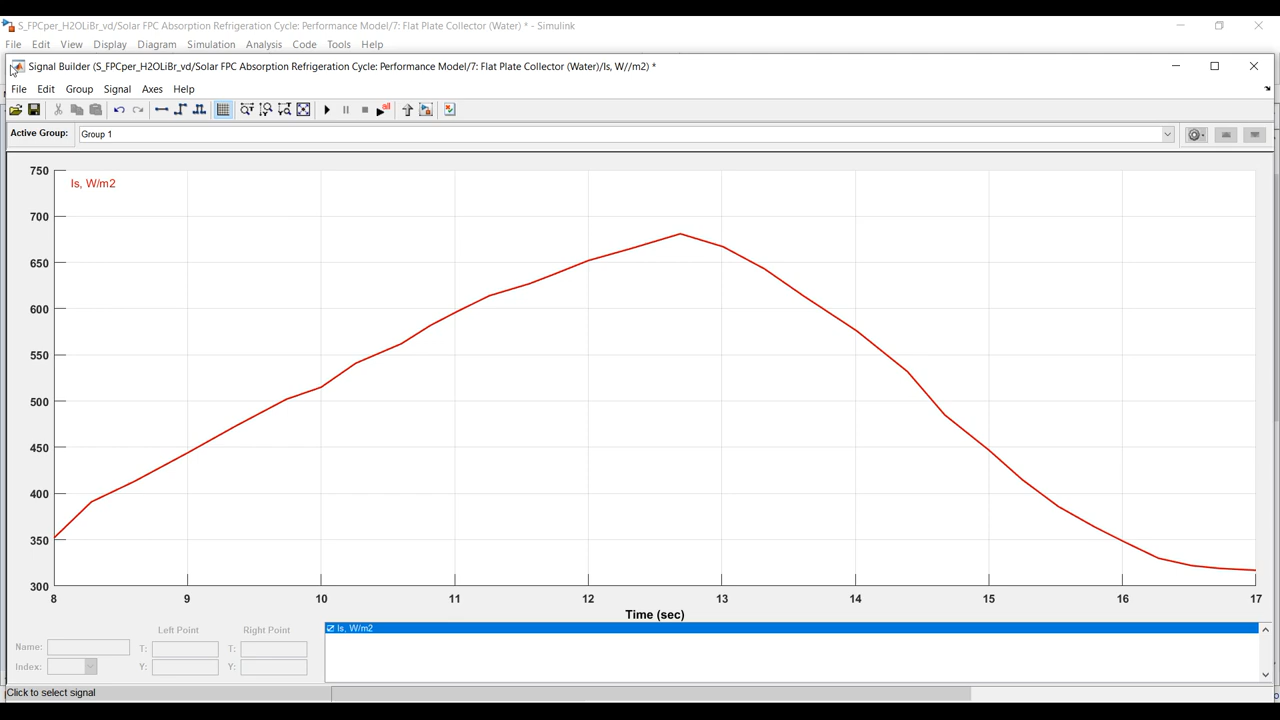 S_FPCper_H2OLiBr_vd/Solar FPC Absorption Refrigeration Cycle: Performance Model/7: Flat Plate Collector (Water) * - Simulink
File Edit View Display Diagram Simulation Analysis Code Tools Help
Signal Builder (S_FPCper_H2OLiBr_vd/Solar FPC Absorption Refrigeration Cycle: Performance Model/7: Flat Plate Collector (Water)/Is, W//m2) *
File Edit Group Signal Axes Help
all
Active Group: Group 1
750
Is, W/m2
700
650
600
550
500
450
400
350
300
8 9 10 11 12 13 14 15 16 17
Time (sec)
Left Point Right Point
Is, W/m2
Name: T: T:
Index: Y: Y:
Click to select signal